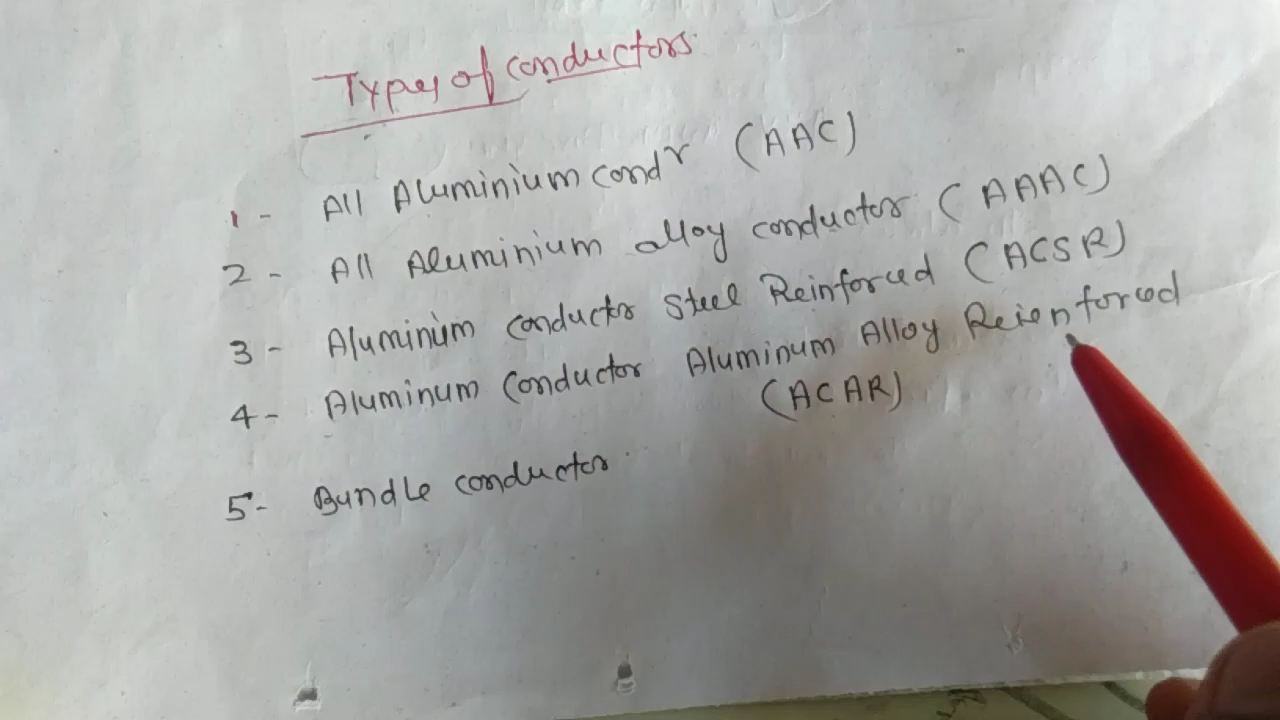 Types of conductors
1 - All Aluminium condr (AAC)
2 - All Aluminium alloy conductor (AAAC)
3 - Aluminium conductor Steel Reinforced (ACSR)
4 - Aluminum Conductor Aluminum Alloy Reienforced
(ACAR)
5 - Bundle conductor